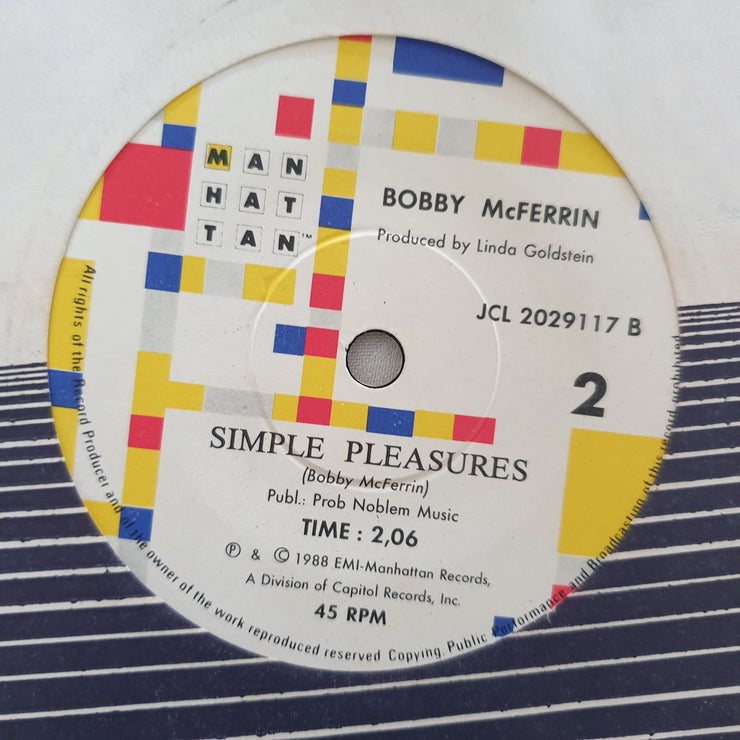 MAN
HAT
TAN™
BOBBY McFERRIN
Produced by Linda Goldstein
JCL 2029117 B
2
SIMPLE PLEASURES
(Bobby McFerrin)
Publ.: Prob Noblem Music
TIME : 2,06
Ⓟ & © 1988 EMI-Manhattan Records,
A Division of Capitol Records, Inc.
45 RPM
All rights of the Record Producer and of the owner of the work reproduced reserved Copying, Public Performance and Broadcasting of this record prohibited